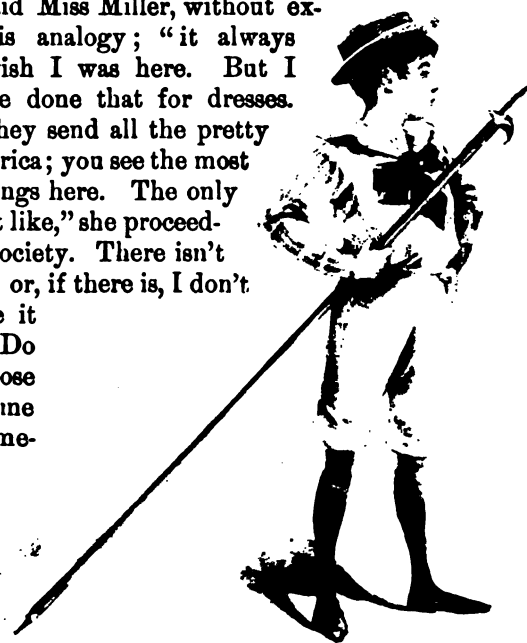 aid Miss Miller, without ex-
is analogy; "it always
ish I was here. But I
e done that for dresses.
hey send all the pretty
rica; you see the most
ngs here. The only
t like," she proceed-
ociety. There isn't
or, if there is, I don't
e it
Do
ose
ine
me-